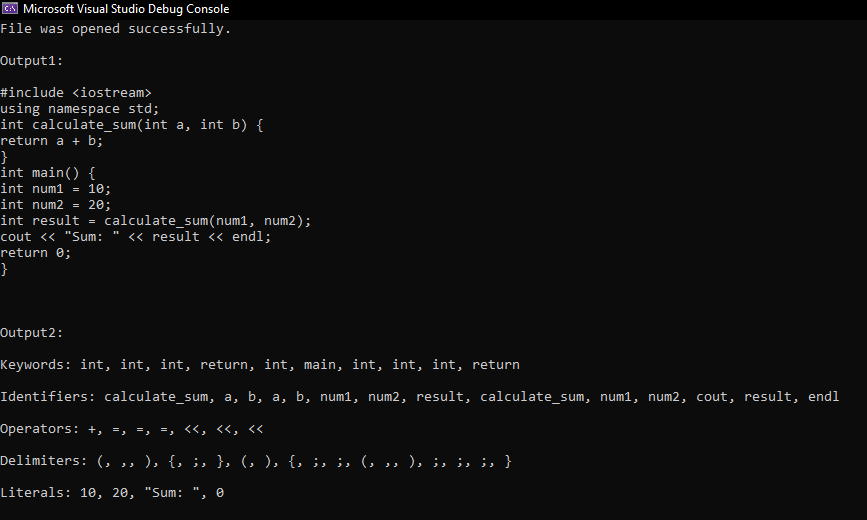 Microsoft Visual Studio Debug Console
File was opened successfully.
Output1:
#include <iostream>
using namespace std;
int calculate_sum(int a, int b) {
return a + b;
}
int main() {
int num1 = 10;
int num2 = 20;
int result = calculate_sum(num1, num2);
cout << "Sum: " << result << endl;
return 0;
}
Output2:
Keywords: int, int, int, return, int, main, int, int, int, return
Identifiers: calculate_sum, a, b, a, b, num1, num2, result, calculate_sum, num1, num2, cout, result, endl
Operators: +, =, =, =, <<, <<, <<
Delimiters: (, ,, ), {, ;, }, (, ), {, ;, ;, (, ,, ), ;, ;, ;, }
Literals: 10, 20, "Sum: ", 0